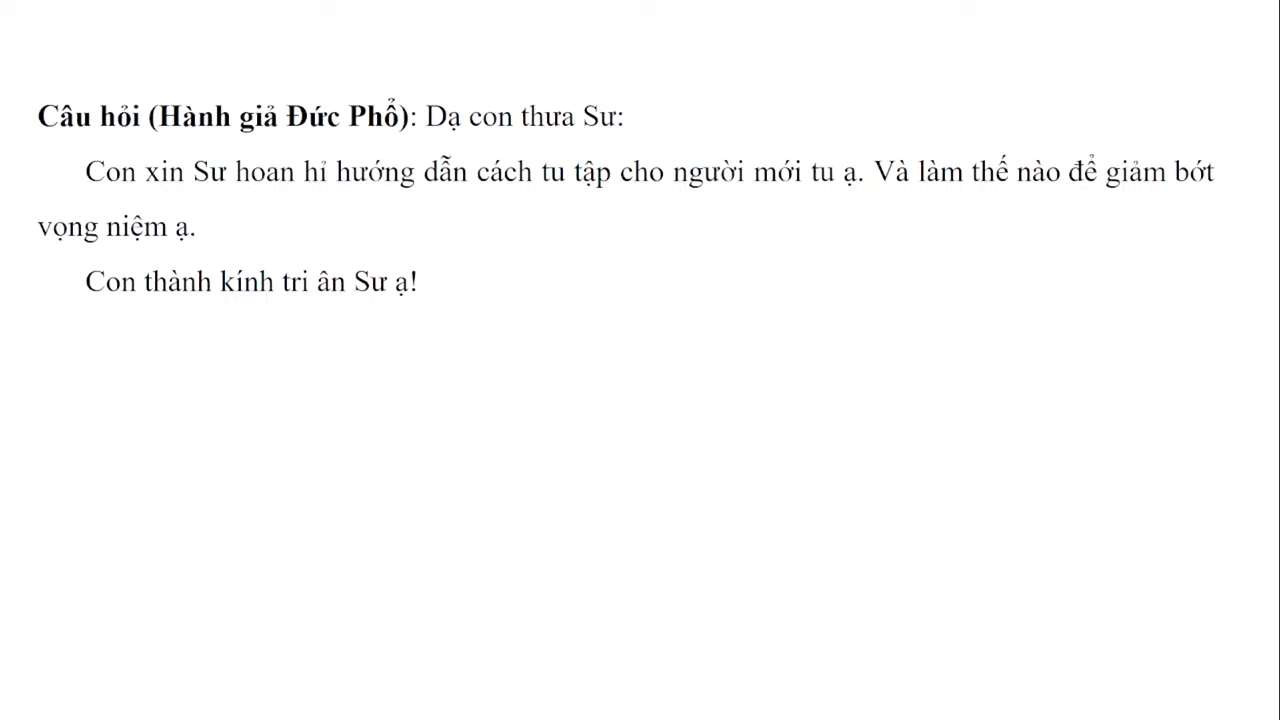 Câu hỏi (Hành giả Đức Phổ): Dạ con thưa Sư:
Con xin Sư hoan hỉ hướng dẫn cách tu tập cho người mới tu ạ. Và làm thế nào để giảm bớt
vọng niệm ạ.
Con thành kính tri ân Sư ạ!